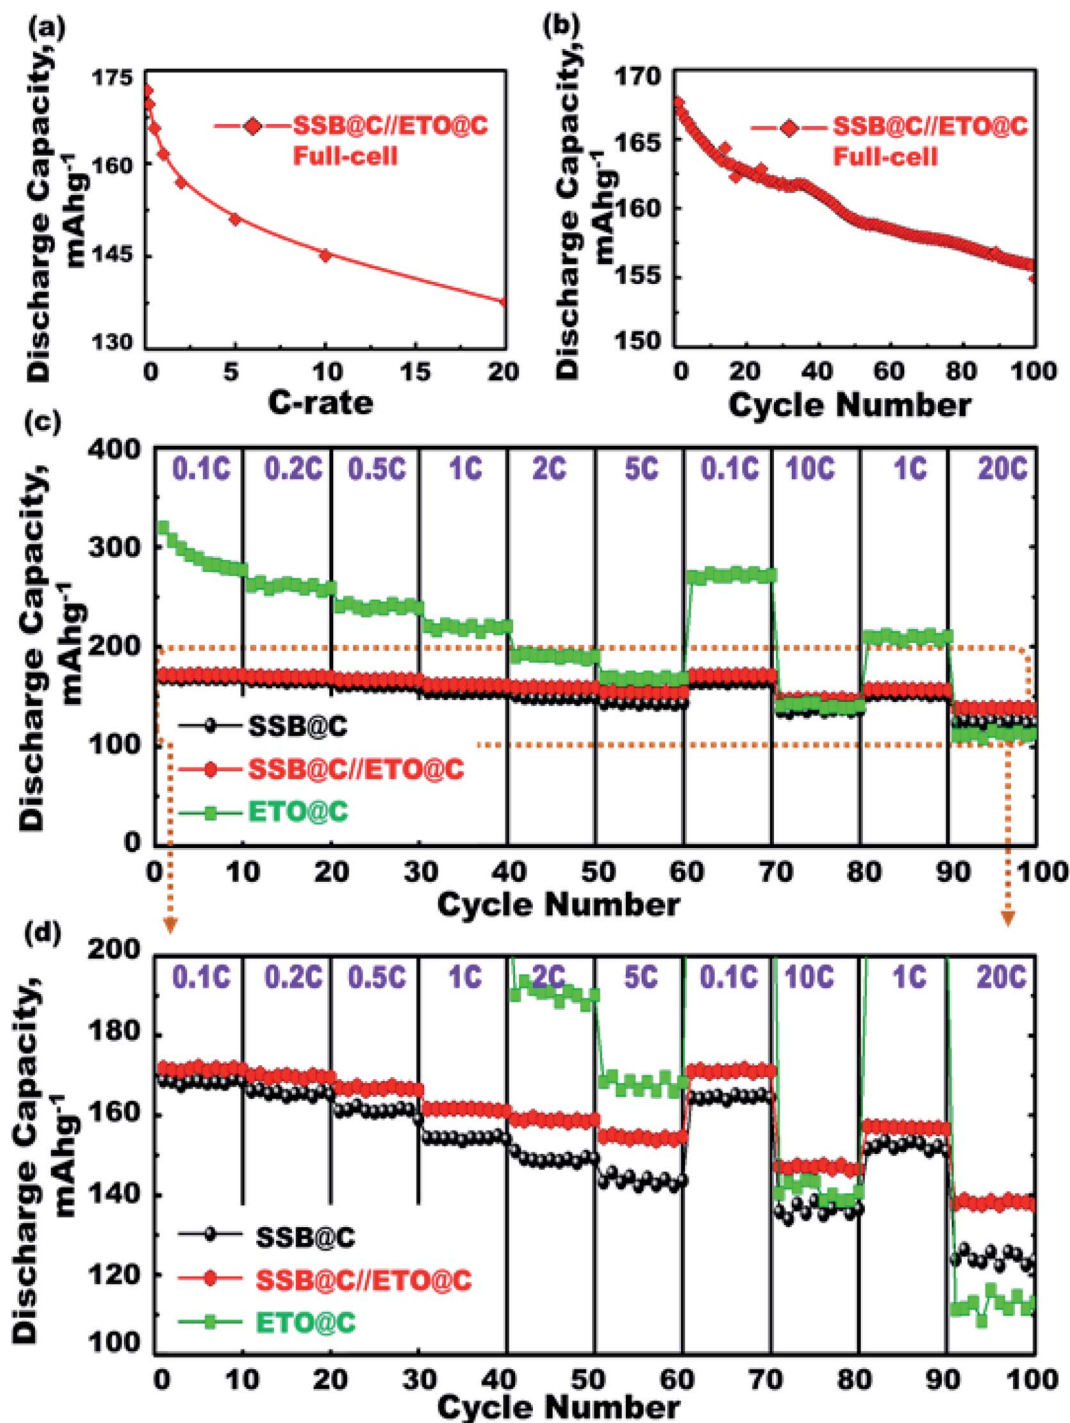 (a)
Discharge Capacity,
mAhg-1
175
160
145
130
SSB@C//ETO@C
Full-cell
0 5 10 15 20
C-rate
(b)
Discharge Capacity,
mAhg-1
170
165
160
155
150
SSB@C//ETO@C
Full-cell
0 20 40 60 80 100
Cycle Number
(c)
Discharge Capacity,
mAhg-1
400
300
200
100
0
0.1C 0.2C 0.5C 1C 2C 5C 0.1C 10C 1C 20C
SSB@C
SSB@C//ETO@C
ETO@C
0 10 20 30 40 50 60 70 80 90 100
Cycle Number
(d)
Discharge Capacity,
mAhg-1
200
180
160
140
120
100
0.1C 0.2C 0.5C 1C 2C 5C 0.1C 10C 1C 20C
SSB@C
SSB@C//ETO@C
ETO@C
0 10 20 30 40 50 60 70 80 90 100
Cycle Number